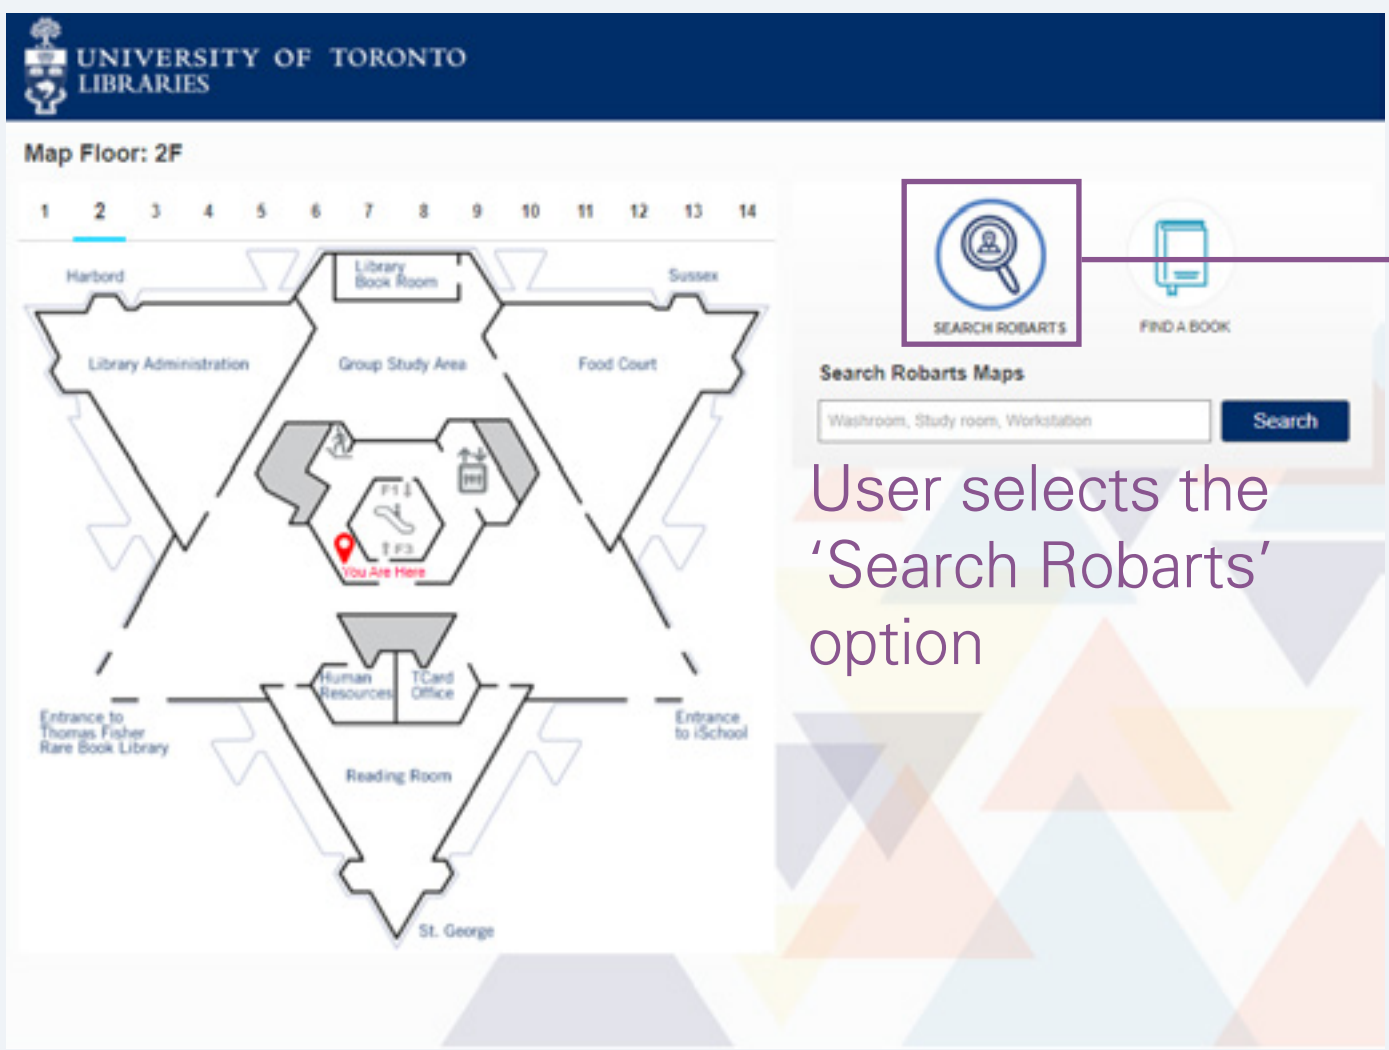 UNIVERSITY OF TORONTO
LIBRARIES
Map Floor: 2F
1 2 3 4 5 6 7 8 9 10 11 12 13 14
Harbord
Library
Book Room
Sussex
Library Administration
Group Study Area
Food Court
F1
F3
You Are Here
Human
Resources
TCard
Office
Entrance to
Thomas Fisher
Rare Book Library
Entrance
to iSchool
Reading Room
St. George
SEARCH ROBARTS
FIND A BOOK
Search Robarts Maps
Washroom, Study room, Workstation
Search
User selects the
‘Search Robarts’
option